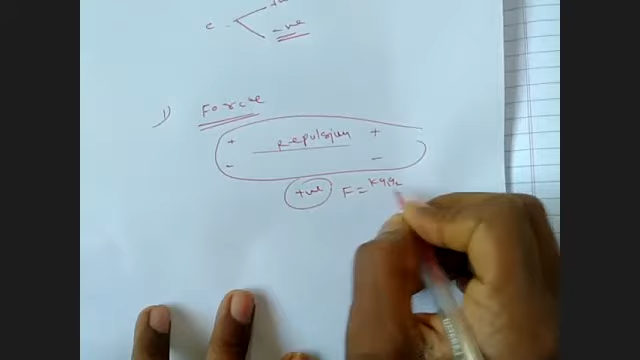 e - ve
1) Force
+ Repulsion +
- -
+ve F = kq₁q₂